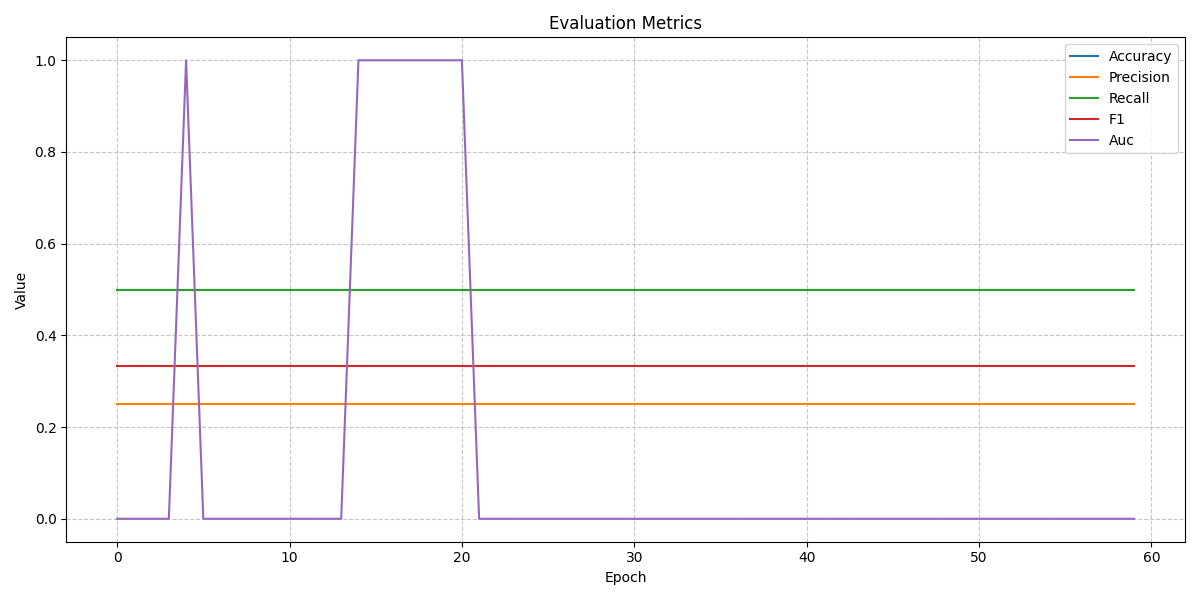 Evaluation Metrics
1.0
0.8
0.6
0.4
0.2
0.0
Value
Accuracy
Precision
Recall
F1
Auc
0 10 20 30 40 50 60
Epoch